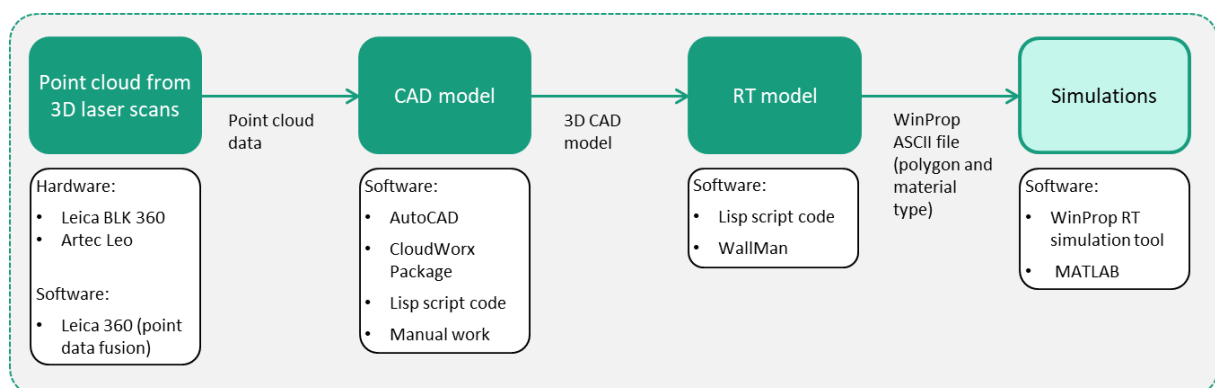 Point cloud from
3D laser scans
Point cloud
data
CAD model
3D CAD
model
RT model
WinProp
ASCII file
(polygon and
material
type)
Simulations
Hardware:
• Leica BLK 360
• Artec Leo
Software:
• Leica 360 (point
data fusion)
Software:
• AutoCAD
• CloudWorx
Package
• Lisp script code
• Manual work
Software:
• Lisp script code
• WallMan
Software:
• WinProp RT
simulation tool
• MATLAB